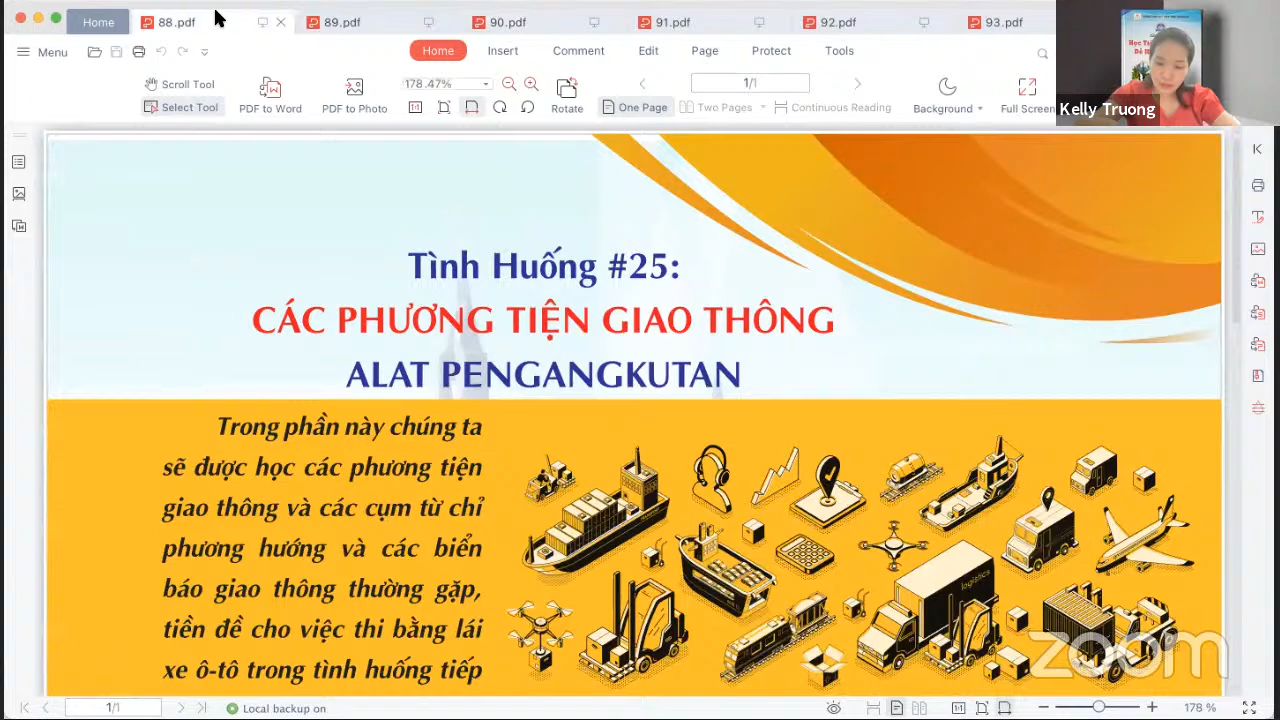 Home
88.pdf
89.pdf
90.pdf
91.pdf
92.pdf
93.pdf
Menu
Home
Insert
Comment
Edit
Page
Protect
Tools
Scroll Tool
Select Tool
PDF to Word
PDF to Photo
178.47%
Rotate
1/1
One Page
Two Pages
Continuous Reading
Background
Full Screen
Kelly Truong
Tình Huống #25:
CÁC PHƯƠNG TIỆN GIAO THÔNG
ALAT PENGANGKUTAN
Trong phần này chúng ta
sẽ được học các phương tiện
giao thông và các cụm từ chỉ
phương hướng và các biển
báo giao thông thường gặp,
tiền đề cho việc thi bằng lái
xe ô-tô trong tình huống tiếp
logistics
zoom
1/1
Local backup on
178 %